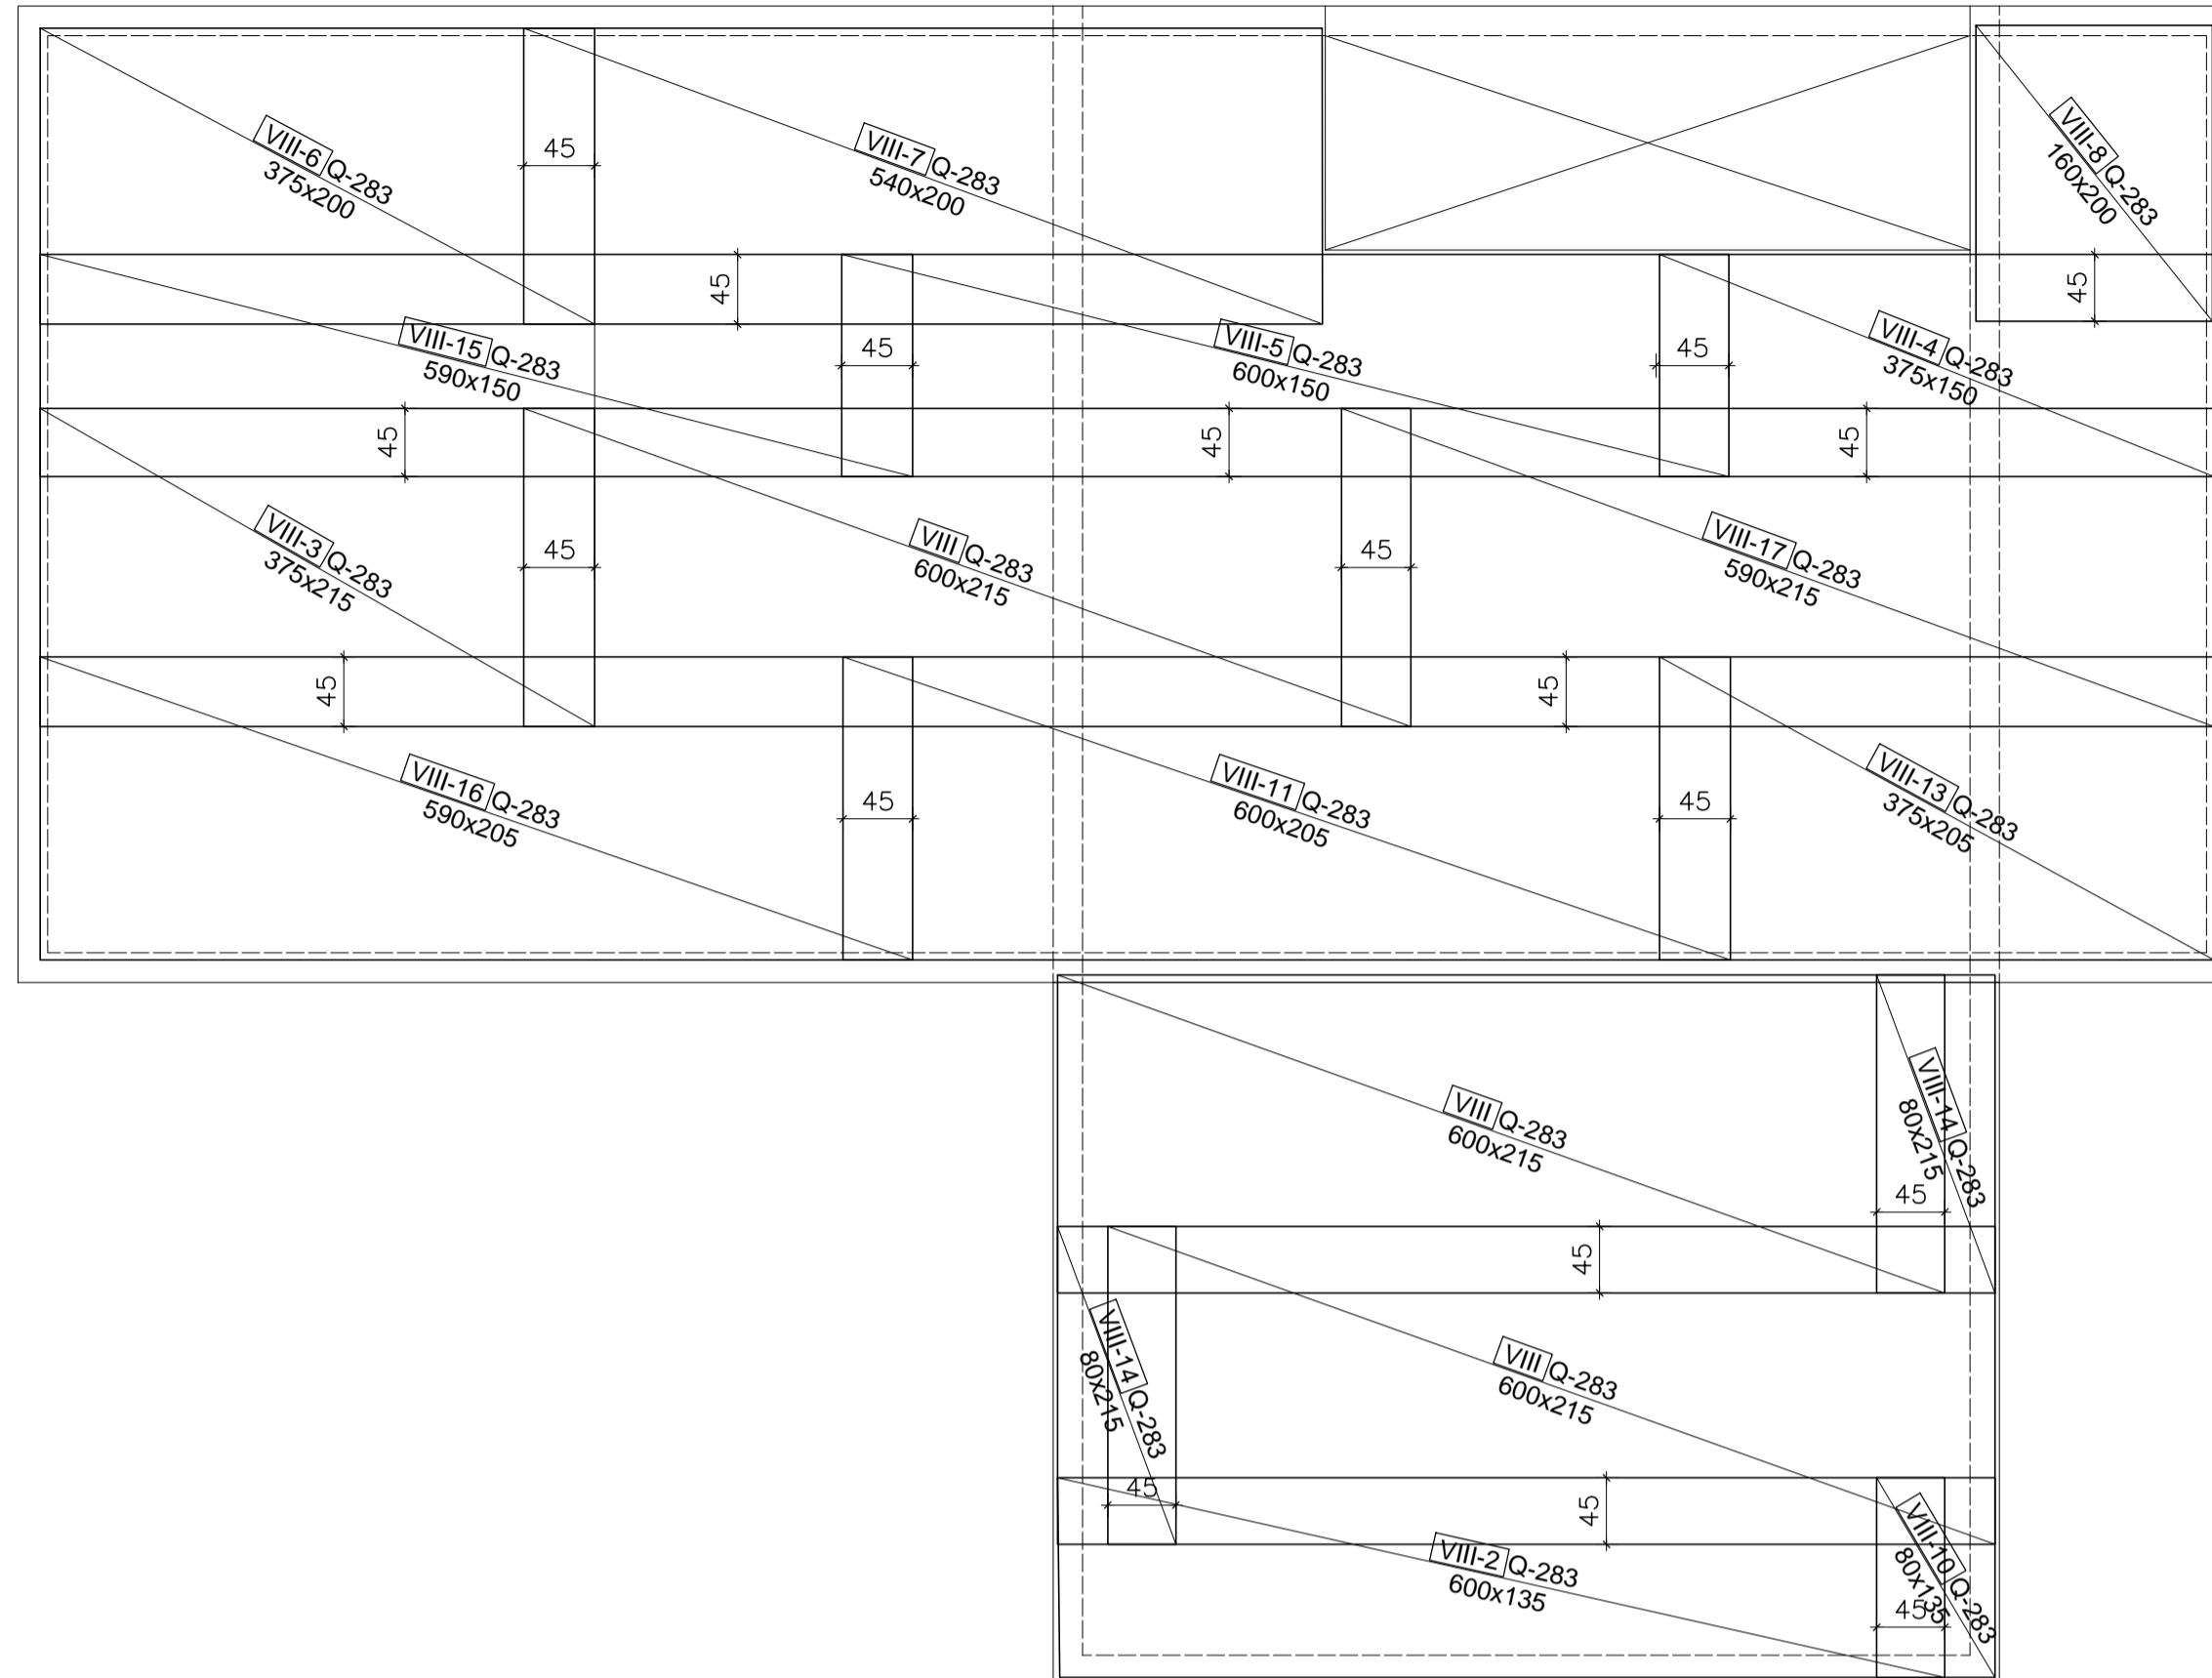 VIII-6 Q-283
375x200
45
VIII-7 Q-283
540x200
VIII-8 Q-283
160x200
45
45
VIII-15 Q-283
590x150
45
VIII-5 Q-283
600x150
45
VIII-4 Q-283
375x150
45
45
45
VIII-3 Q-283
375x215
45
VIII Q-283
600x215
45
VIII-17 Q-283
590x215
45
45
VIII-16 Q-283
590x205
45
VIII-11 Q-283
600x205
45
VIII-13 Q-283
375x205
VIII Q-283
600x215
VIII-14 Q-283
80x215
45
45
VIII-14 Q-283
80x215
VIII Q-283
600x215
45
45
VIII-2 Q-283
600x135
VIII-10 Q-283
80x135
45